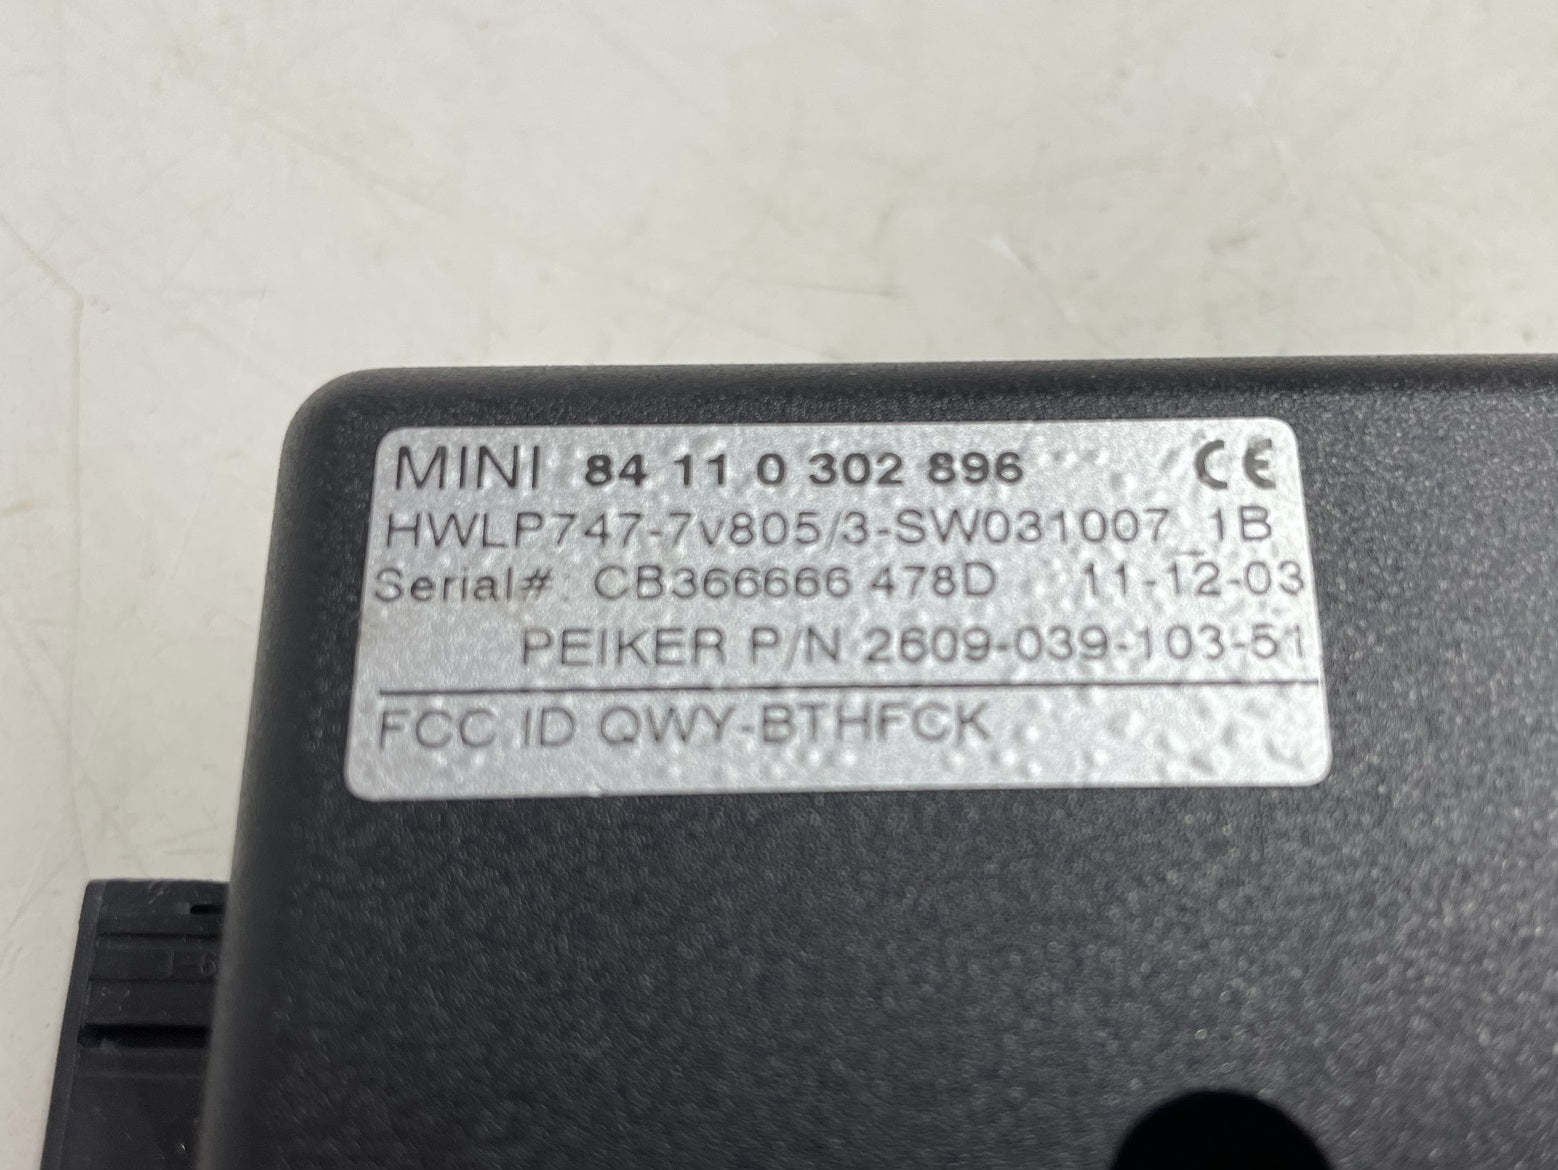 MINI 84 11 0 302 896 CE
HWLP747-7v805/3-SW031007_1B
Serial#: CB366666 478D 11-12-03
PEIKER P/N 2609-039-103-51
FCC ID QWY-BTHFCK